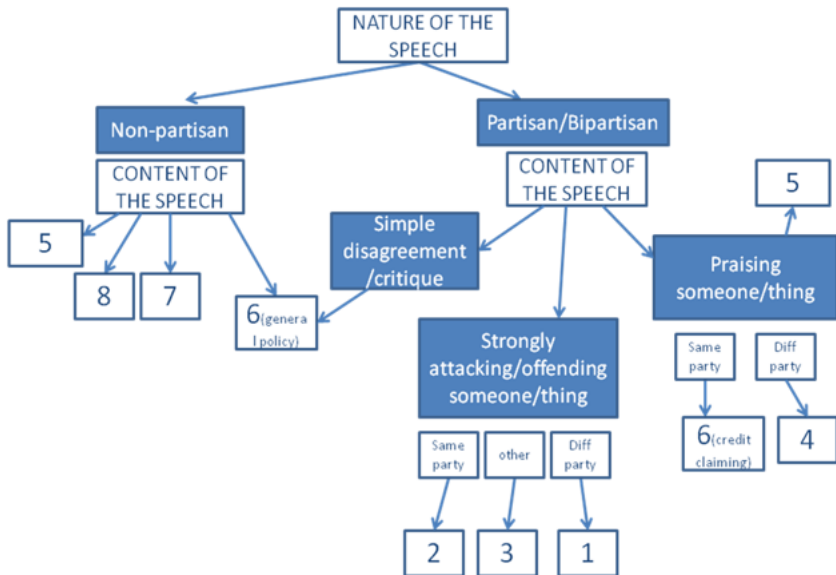 NATURE OF THE
SPEECH
Non-partisan
Partisan/Bipartisan
CONTENT OF
THE SPEECH
CONTENT OF
THE SPEECH
5
5
Simple
disagreement
/critique
Praising
someone/thing
8
7
6(genera
l policy)
Strongly
attacking/offending
someone/thing
Same
party
Diff
party
6(credit
claiming)
4
Same
party
other
Diff
party
2
3
1